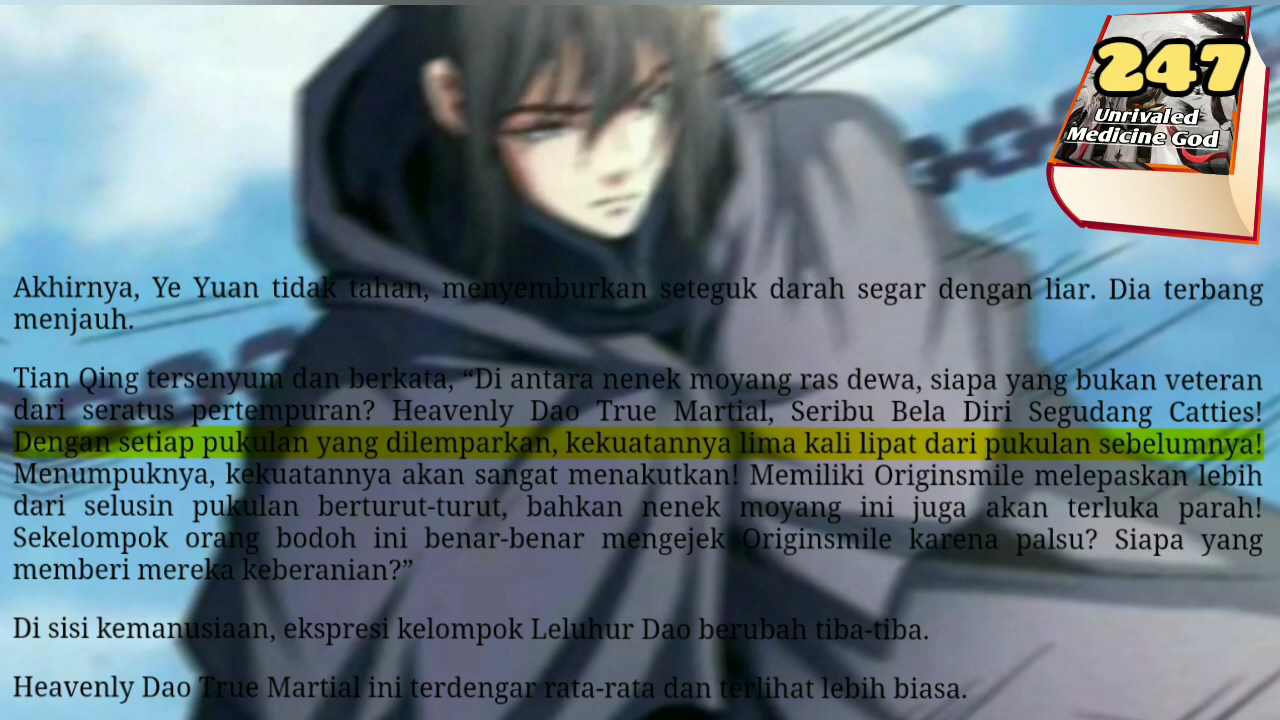 247
Unrivaled
Medicine God
Akhirnya, Ye Yuan tidak tahan, menyemburkan seteguk darah segar dengan liar. Dia terbang
menjauh.
Tian Qing tersenyum dan berkata, “Di antara nenek moyang ras dewa, siapa yang bukan veteran
dari seratus pertempuran? Heavenly Dao True Martial, Seribu Bela Diri Segudang Catties!
Dengan setiap pukulan yang dilemparkan, kekuatannya lima kali lipat dari pukulan sebelumnya!
Menumpuknya, kekuatannya akan sangat menakutkan! Memiliki Originsmile melepaskan lebih
dari selusin pukulan berturut-turut, bahkan nenek moyang ini juga akan terluka parah!
Sekelompok orang bodoh ini benar-benar mengejek Originsmile karena palsu? Siapa yang
memberi mereka keberanian?”
Di sisi kemanusiaan, ekspresi kelompok Leluhur Dao berubah tiba-tiba.
Heavenly Dao True Martial ini terdengar rata-rata dan terlihat lebih biasa.